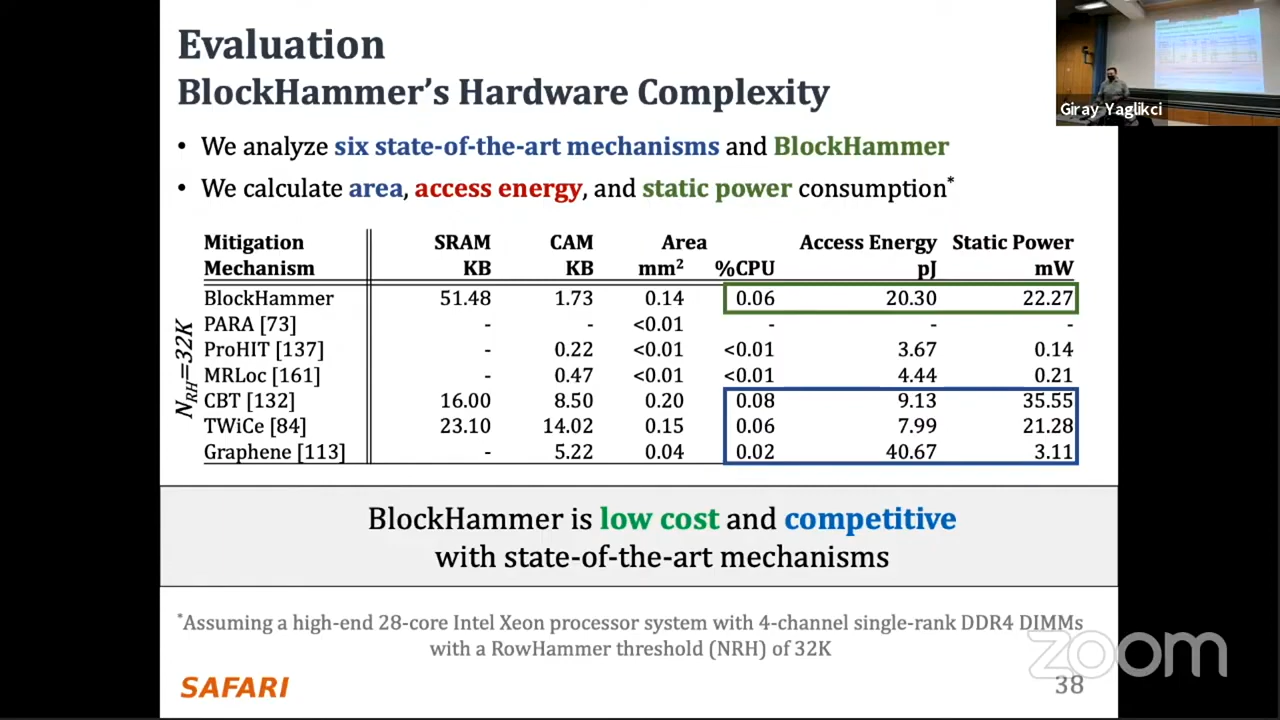 Evaluation
BlockHammer's Hardware Complexity
Giray Yaglikci
• We analyze six state-of-the-art mechanisms and BlockHammer
• We calculate area, access energy, and static power consumption*
Mitigation SRAM CAM Area Access Energy Static Power
Mechanism KB KB mm² %CPU pJ mW
BlockHammer 51.48 1.73 0.14 0.06 20.30 22.27
PARA [73] - - <0.01 - - -
ProHIT [137] - 0.22 <0.01 <0.01 3.67 0.14
MRLoc [161] - 0.47 <0.01 <0.01 4.44 0.21
CBT [132] 16.00 8.50 0.20 0.08 9.13 35.55
TWiCe [84] 23.10 14.02 0.15 0.06 7.99 21.28
Graphene [113] - 5.22 0.04 0.02 40.67 3.11
NRH=32K
BlockHammer is low cost and competitive
with state-of-the-art mechanisms
*Assuming a high-end 28-core Intel Xeon processor system with 4-channel single-rank DDR4 DIMMs
with a RowHammer threshold (NRH) of 32K
zoom
SAFARI
38